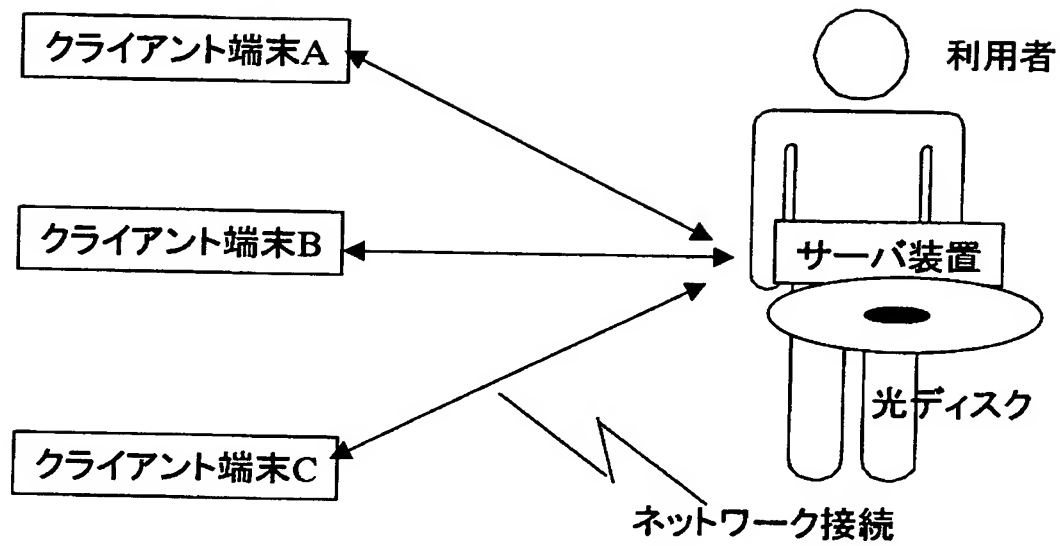 クライアント端末A
利用者
クライアント端末B
サーバ装置
光ディスク
クライアント端末C
ネットワーク接続